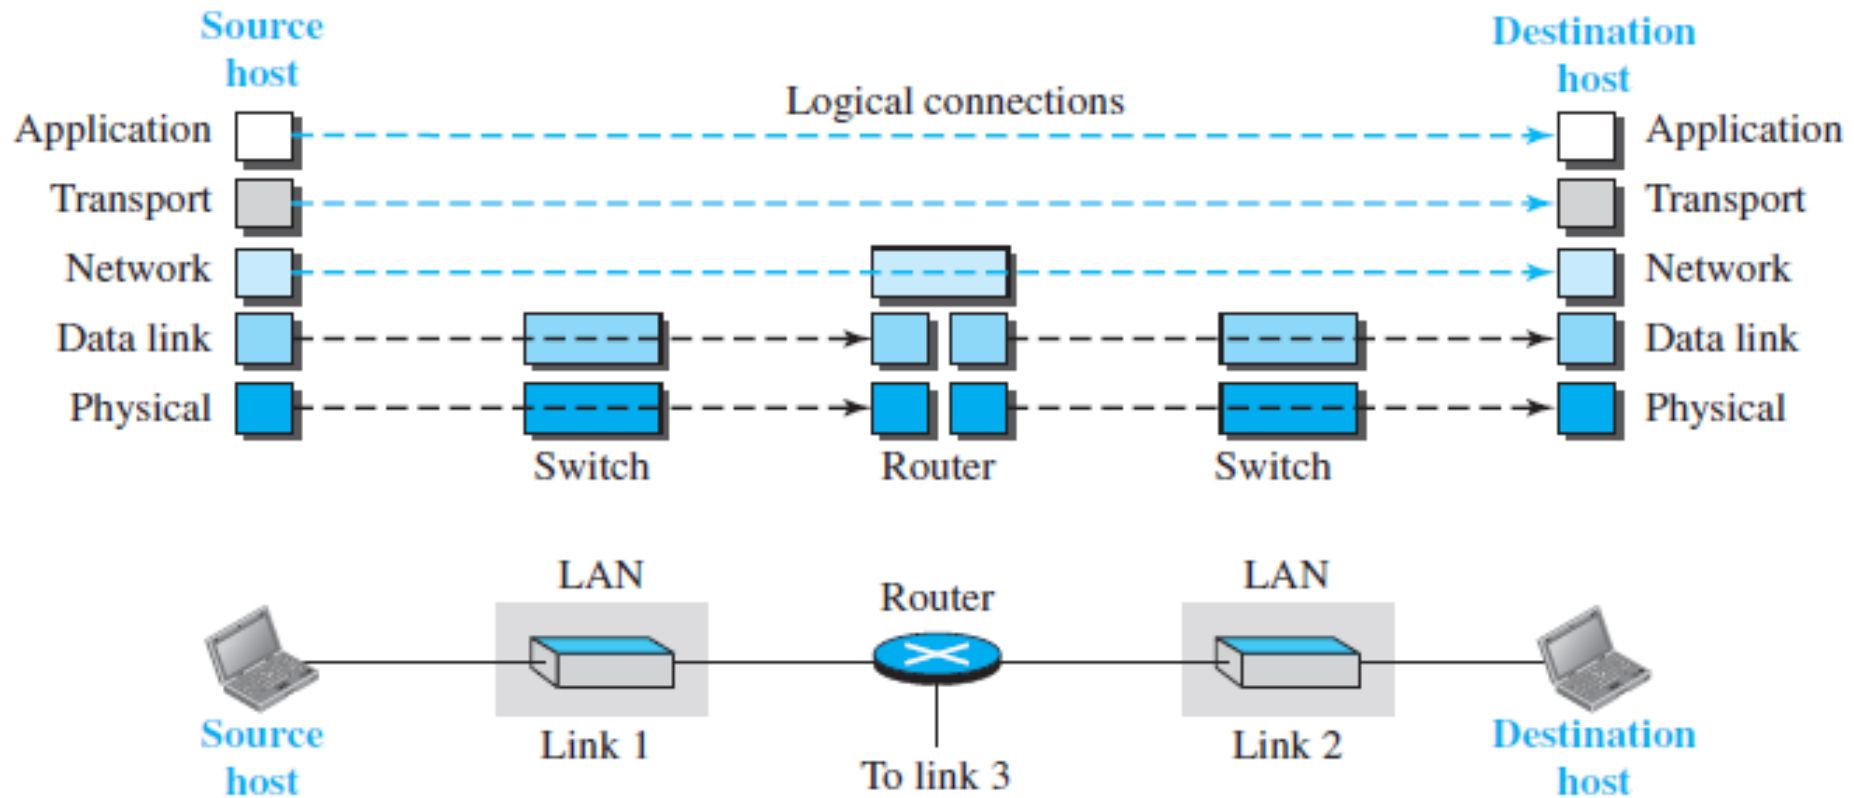 Source
host
Destination
host
Logical connections
Application
Application
Transport
Transport
Network
Network
Data link
Data link
Physical
Physical
Switch
Router
Switch
LAN
Router
LAN
Source
host
Link 1
To link 3
Link 2
Destination
host